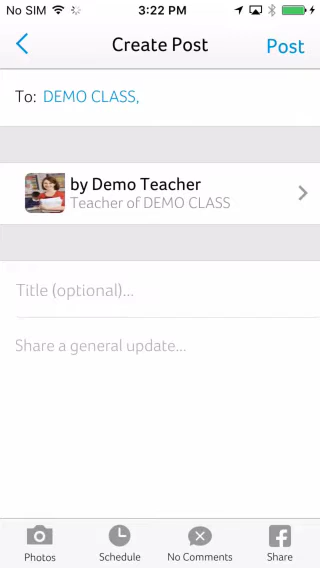 No SIM 3:22 PM
Create Post Post
To: DEMO CLASS,
by Demo Teacher
Teacher of DEMO CLASS
Title (optional)...
Share a general update...
Photos Schedule No Comments Share